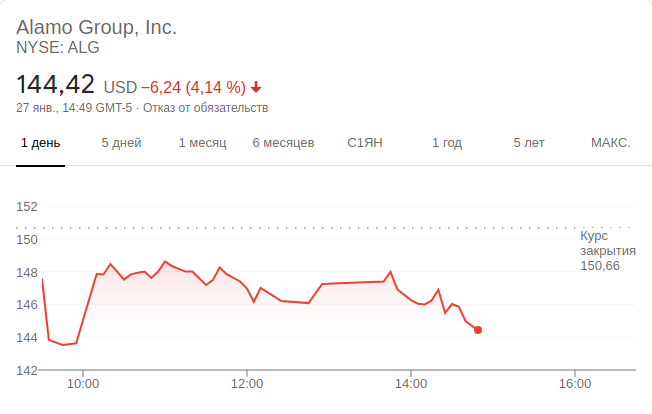 Alamo Group, Inc.
NYSE: ALG
144,42 USD −6,24 (4,14 %)
27 янв., 14:49 GMT-5 · Отказ от обязательств
1 день 5 дней 1 месяц 6 месяцев С1ЯН 1 год 5 лет МАКС.
152
150
148
146
144
142
Курс
закрытия
150,66
10:00 12:00 14:00 16:00